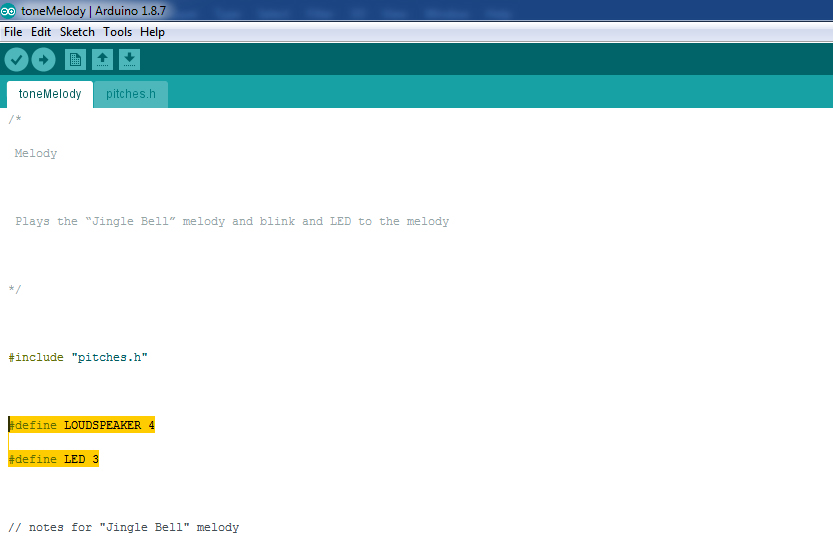 toneMelody | Arduino 1.8.7
File Edit Sketch Tools Help
toneMelody pitches.h
/*
Melody
Plays the “Jingle Bell” melody and blink and LED to the melody
*/
#include "pitches.h"
#define LOUDSPEAKER 4
#define LED 3
// notes for "Jingle Bell" melody